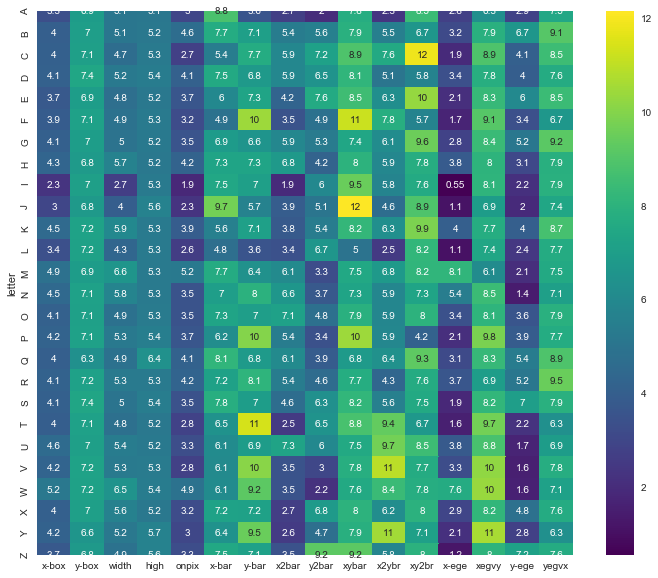 A 8.8
B 4 7 5.1 5.2 4.6 7.7 7.1 5.4 5.6 7.9 5.5 6.7 3.2 7.9 6.7 9.1
C 4 7.1 4.7 5.3 2.7 5.4 7.7 5.9 7.2 8.9 7.6 12 1.9 8.9 4.1 8.5
D 4.1 7.4 5.2 5.4 4.1 7.5 6.8 5.9 6.5 8.1 5.1 5.8 3.4 7.8 4 7.6
E 3.7 6.9 4.8 5.2 3.7 6 7.3 4.2 7.6 8.5 6.3 10 2.1 8.3 6 8.5
F 3.9 7.1 4.9 5.3 3.2 4.9 10 3.5 4.9 11 7.8 5.7 1.7 9.1 3.4 6.7
G 4.1 7 5 5.2 3.5 6.9 6.6 5.9 5.3 7.4 6.1 9.6 2.8 8.4 5.2 9.2
H 4.3 6.8 5.7 5.2 4.2 7.3 7.3 6.8 4.2 8 5.9 7.8 3.8 8 3.1 7.9
I 2.3 7 2.7 5.3 1.9 7.5 7 1.9 6 9.5 5.8 7.6 0.55 8.1 2.2 7.9
J 3 6.8 4 5.6 2.3 9.7 5.7 3.9 5.1 12 4.6 8.9 1.1 6.9 2 7.4
K 4.5 7.2 5.9 5.3 3.9 5.6 7.1 3.8 5.4 8.2 6.3 9.9 4 7.7 4 8.7
L 3.4 7.2 4.3 5.3 2.6 4.8 3.6 3.4 6.7 5 2.5 8.2 1.1 7.4 2.4 7.7
letter
M 4.9 6.9 6.6 5.3 5.2 7.7 6.4 6.1 3.3 7.5 6.8 8.2 8.1 6.1 2.1 7.5
N 4.5 7.1 5.8 5.3 3.5 7 8 6.6 3.7 7.3 5.9 7.3 5.4 8.5 1.4 7.1
O 4.1 7.1 4.9 5.3 3.5 7.3 7 7.1 4.8 7.9 5.9 8 3.4 8.1 3.6 7.9
P 4.2 7.1 5.3 5.4 3.7 6.2 10 5.4 3.4 10 5.9 4.2 2.1 9.8 3.9 7.7
Q 4 6.3 4.9 6.4 4.1 8.1 6.8 6.1 3.9 6.8 6.4 9.3 3.1 8.3 5.4 8.9
R 4.1 7.2 5.3 5.3 4.2 7.2 8.1 5.4 4.6 7.7 4.3 7.6 3.7 6.9 5.2 9.5
S 4.1 7.4 5 5.4 3.5 7.8 7 4.6 6.3 8.2 5.6 7.5 1.9 8.2 7 7.9
T 4 7.1 4.8 5.2 2.8 6.5 11 2.5 6.5 8.8 9.4 6.7 1.6 9.7 2.2 6.3
U 4.6 7 5.4 5.2 3.3 6.1 6.9 7.3 6 7.5 9.7 8.5 3.8 8.8 1.7 6.9
V 4.2 7.2 5.3 5.3 2.8 6.1 10 3.5 3 7.8 11 7.7 3.3 10 1.6 7.8
W 5.2 7.2 6.5 5.4 4.9 6.1 9.2 3.5 2.2 7.6 8.4 7.8 7.6 10 1.6 7.1
X 4 7 5.6 5.2 3.2 7.2 7.2 2.7 6.8 8 6.2 8 2.9 8.2 4.8 7.6
Y 4.2 6.6 5.2 5.7 2.8 6.4 9.5 2.6 4.7 7.9 11 7.1 2.1 11 2.8 6.3
Z 9.2 9.2
x-box y-box width high onpix x-bar y-bar x2bar y2bar xybar x2ybr xy2br x-ege xegvy y-ege yegvx
12
10
8
6
4
2